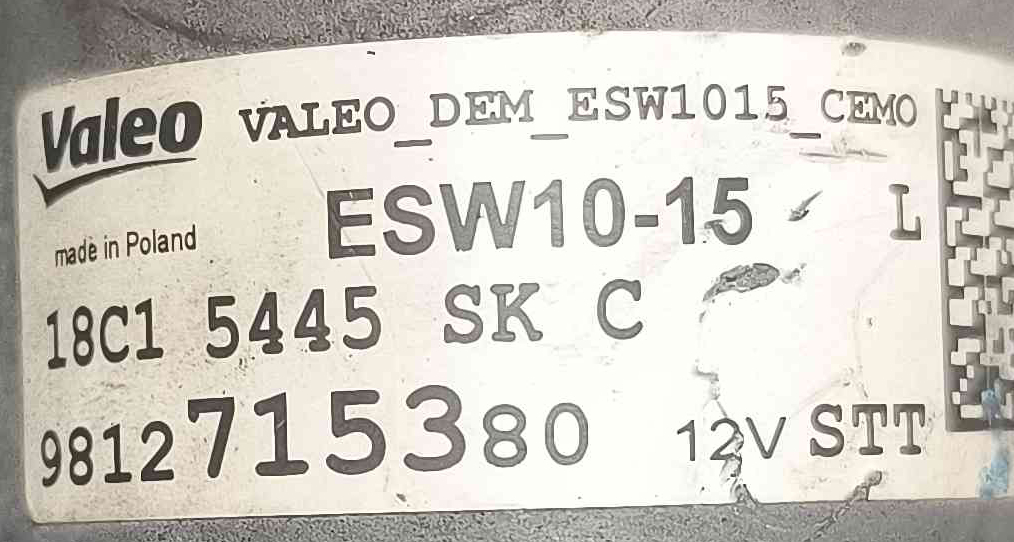 Valeo VALEO_DEM_ESW1015_CEMO
ESW10-15 L
made in Poland
18C1 5445 SK C
9812715380 12V STT